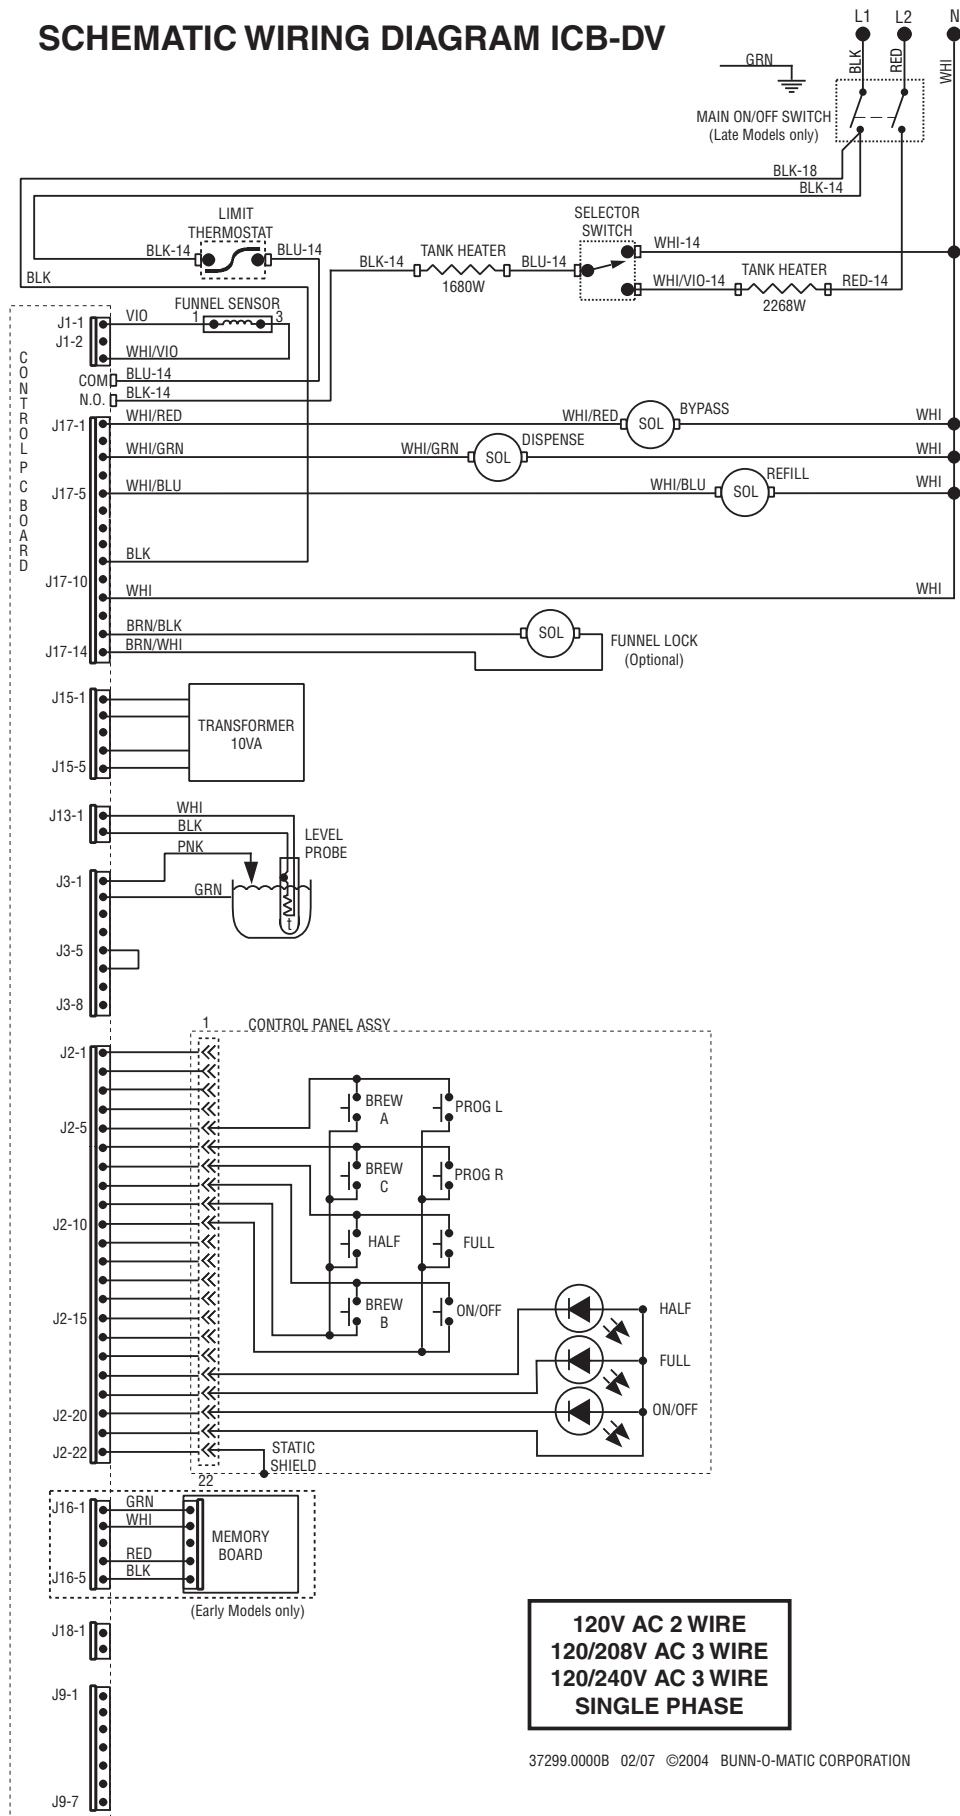 SCHEMATIC WIRING DIAGRAM ICB-DV
L1 L2 N
GRN
BLK
RED
WHI
MAIN ON/OFF SWITCH
(Late Models only)
BLK-18
BLK-14
LIMIT
THERMOSTAT
BLK-14
BLU-14
BLK
SELECTOR
SWITCH
BLK-14
TANK HEATER
1680W
BLU-14
WHI-14
WHI/VIO-14
TANK HEATER
2268W
RED-14
CONTROL PC BOARD
FUNNEL SENSOR
J1-1
VIO
1
3
J1-2
WHI/VIO
COM
BLU-14
N.O.
BLK-14
J17-1
WHI/RED
WHI/RED
SOL
BYPASS
WHI
WHI/GRN
WHI/GRN
SOL
DISPENSE
WHI
J17-5
WHI/BLU
WHI/BLU
SOL
REFILL
WHI
BLK
J17-10
WHI
WHI
BRN/BLK
SOL
FUNNEL LOCK
(Optional)
J17-14
BRN/WHI
J15-1
TRANSFORMER
10VA
J15-5
J13-1
WHI
BLK
LEVEL
PROBE
PNK
J3-1
GRN
t
J3-5
J3-8
1
CONTROL PANEL ASSY
J2-1
J2-5
BREW
A
PROG L
BREW
C
PROG R
J2-10
HALF
FULL
BREW
B
ON/OFF
J2-15
HALF
FULL
J2-20
ON/OFF
J2-22
STATIC
SHIELD
22
J16-1
GRN
WHI
MEMORY
BOARD
RED
J16-5
BLK
(Early Models only)
J18-1
J9-1
J9-7
120V AC 2 WIRE
120/208V AC 3 WIRE
120/240V AC 3 WIRE
SINGLE PHASE
37299.0000B 02/07 ©2004 BUNN-O-MATIC CORPORATION